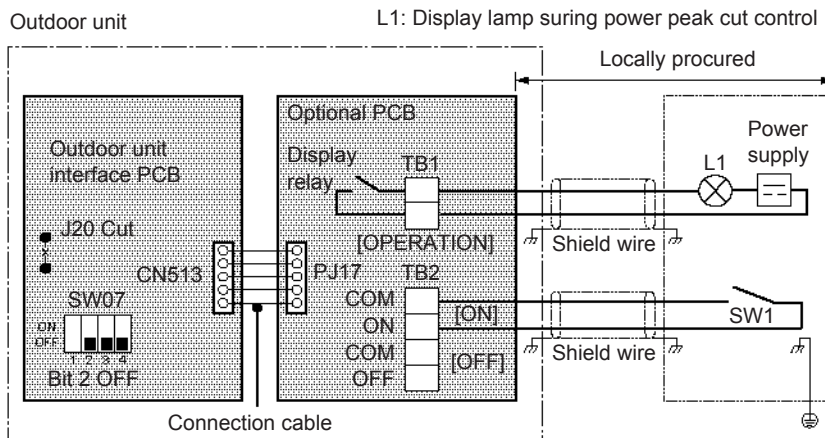 Outdoor unit
L1: Display lamp suring power peak cut control
Locally procured
Optional PCB
Outdoor unit
interface PCB
Display
relay
TB1
L1
Power
supply
J20 Cut
[OPERATION]
Shield wire
CN513
PJ17
TB2
SW07
COM
ON
[ON]
SW1
ON
OFF
1 2 3 4
COM
OFF
[OFF]
Shield wire
Bit 2 OFF
Connection cable